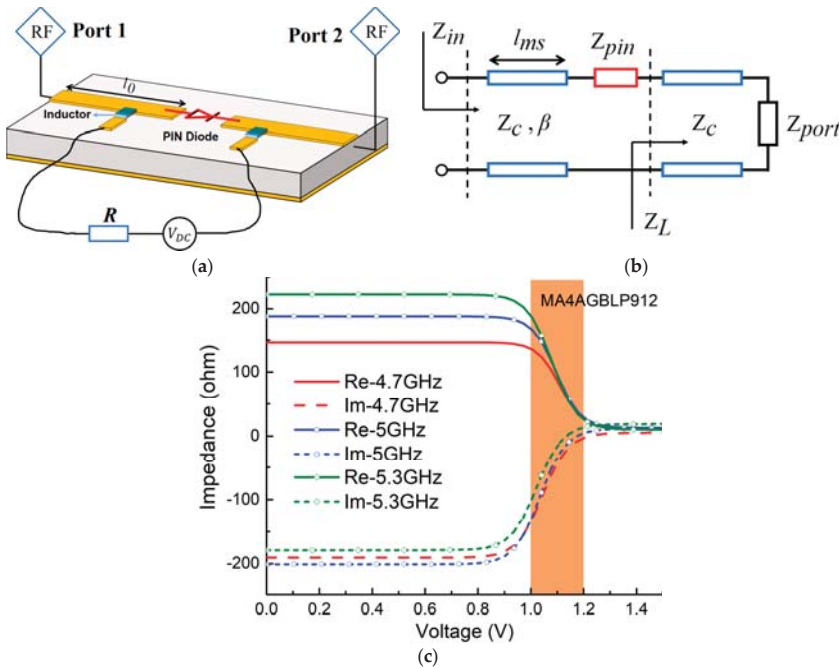 RF
Port 1
Port 2
RF
l0
Inductor
PIN Diode
R
VDC
(a)
Zin
lms
Zpin
Zc , β
Zc
Zport
ZL
(b)
MA4AGBLP912
200
100
0
-100
-200
Impedance (ohm)
Re-4.7GHz
Im-4.7GHz
Re-5GHz
Im-5GHz
Re-5.3GHz
Im-5.3GHz
0.0 0.2 0.4 0.6 0.8 1.0 1.2 1.4
Voltage (V)
(c)